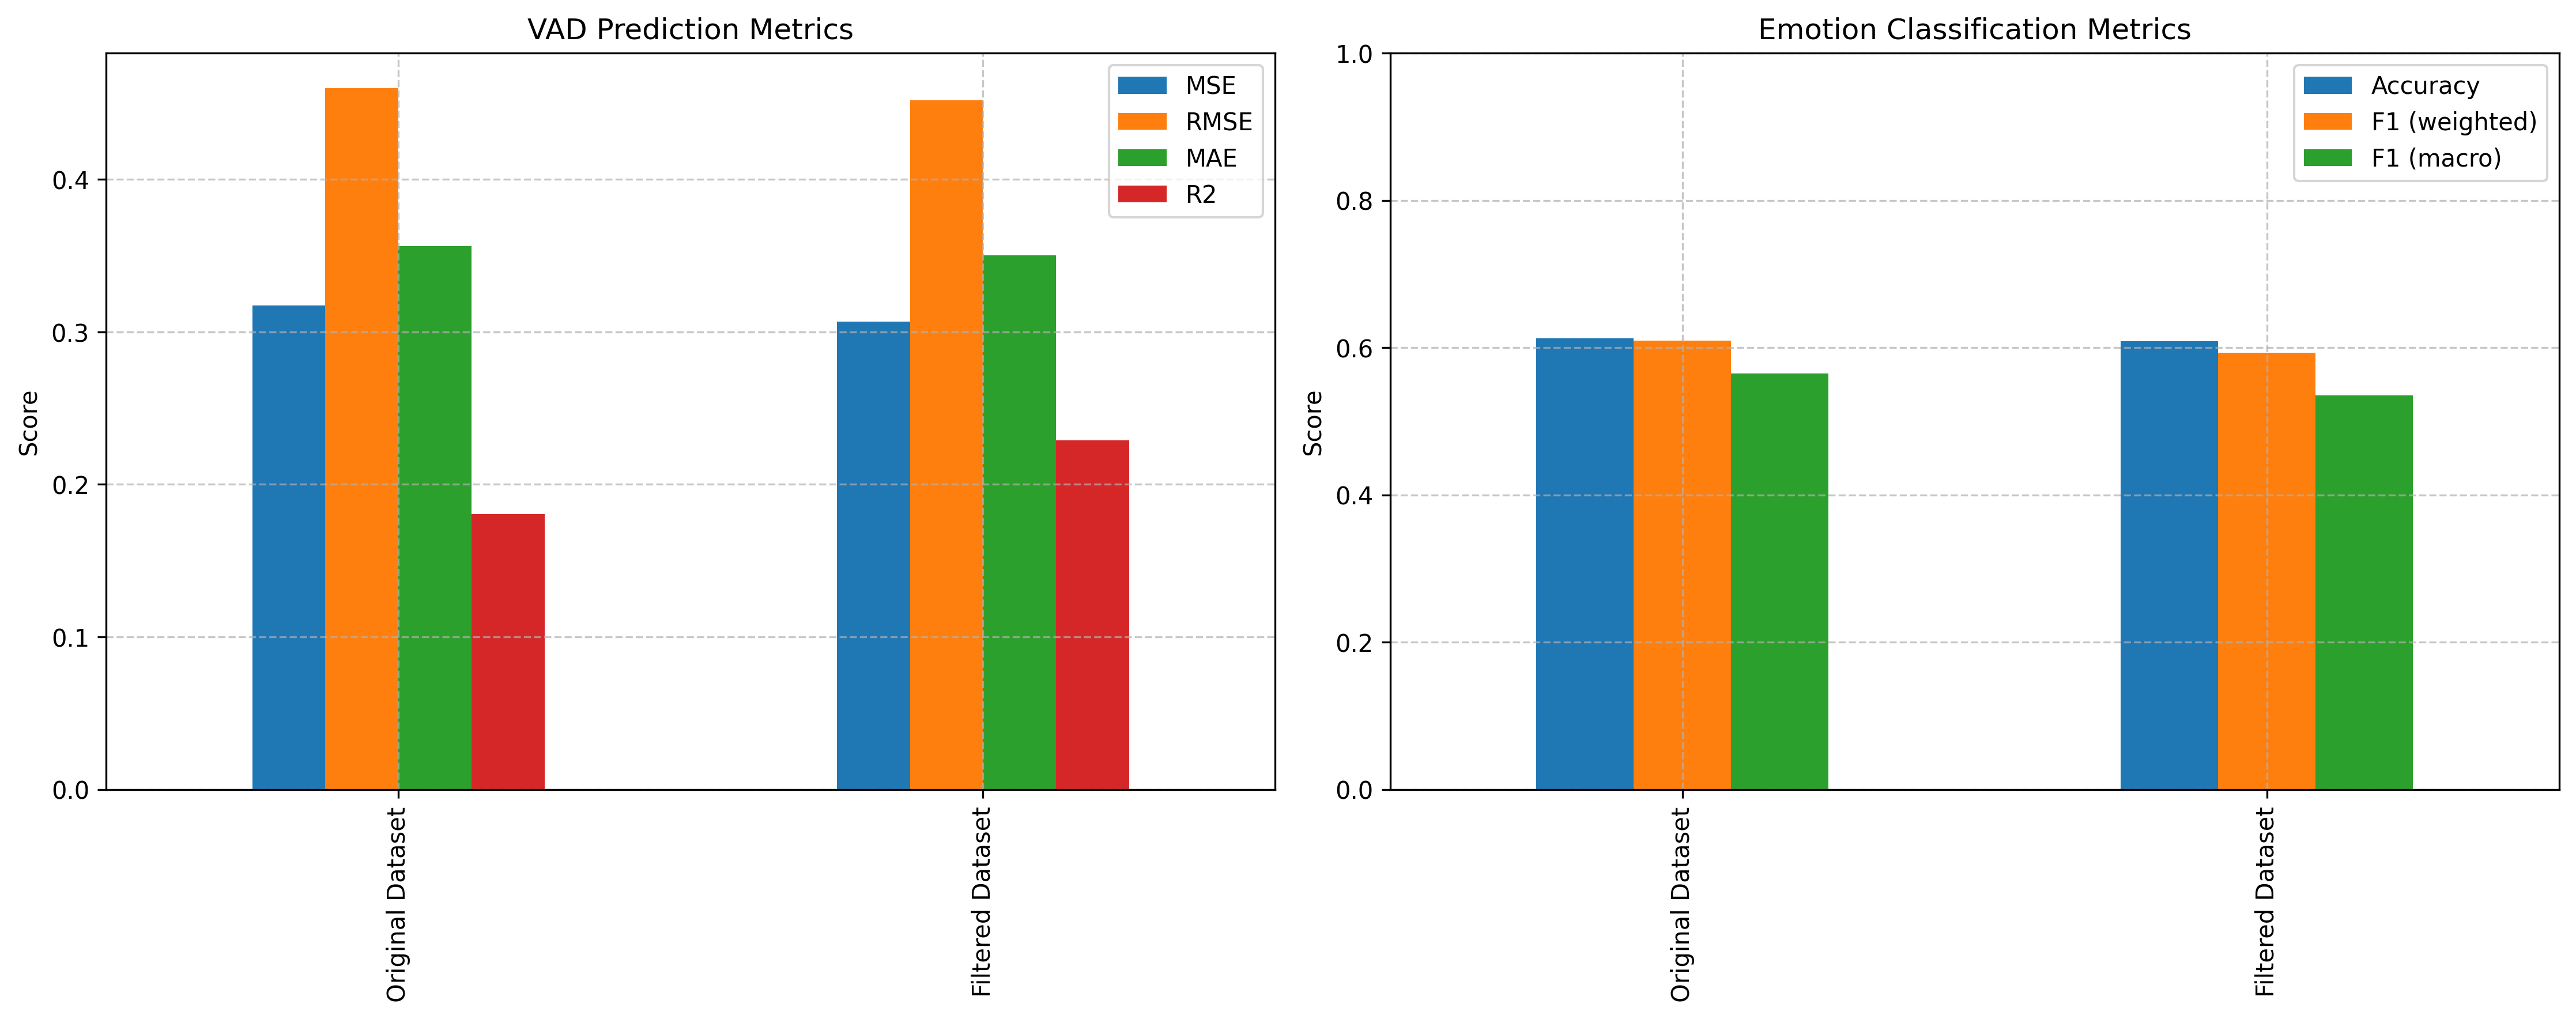 VAD Prediction Metrics
Score
0.4
0.3
0.2
0.1
0.0
MSE
RMSE
MAE
R2
Original Dataset
Filtered Dataset
Emotion Classification Metrics
Score
1.0
0.8
0.6
0.4
0.2
0.0
Accuracy
F1 (weighted)
F1 (macro)
Original Dataset
Filtered Dataset